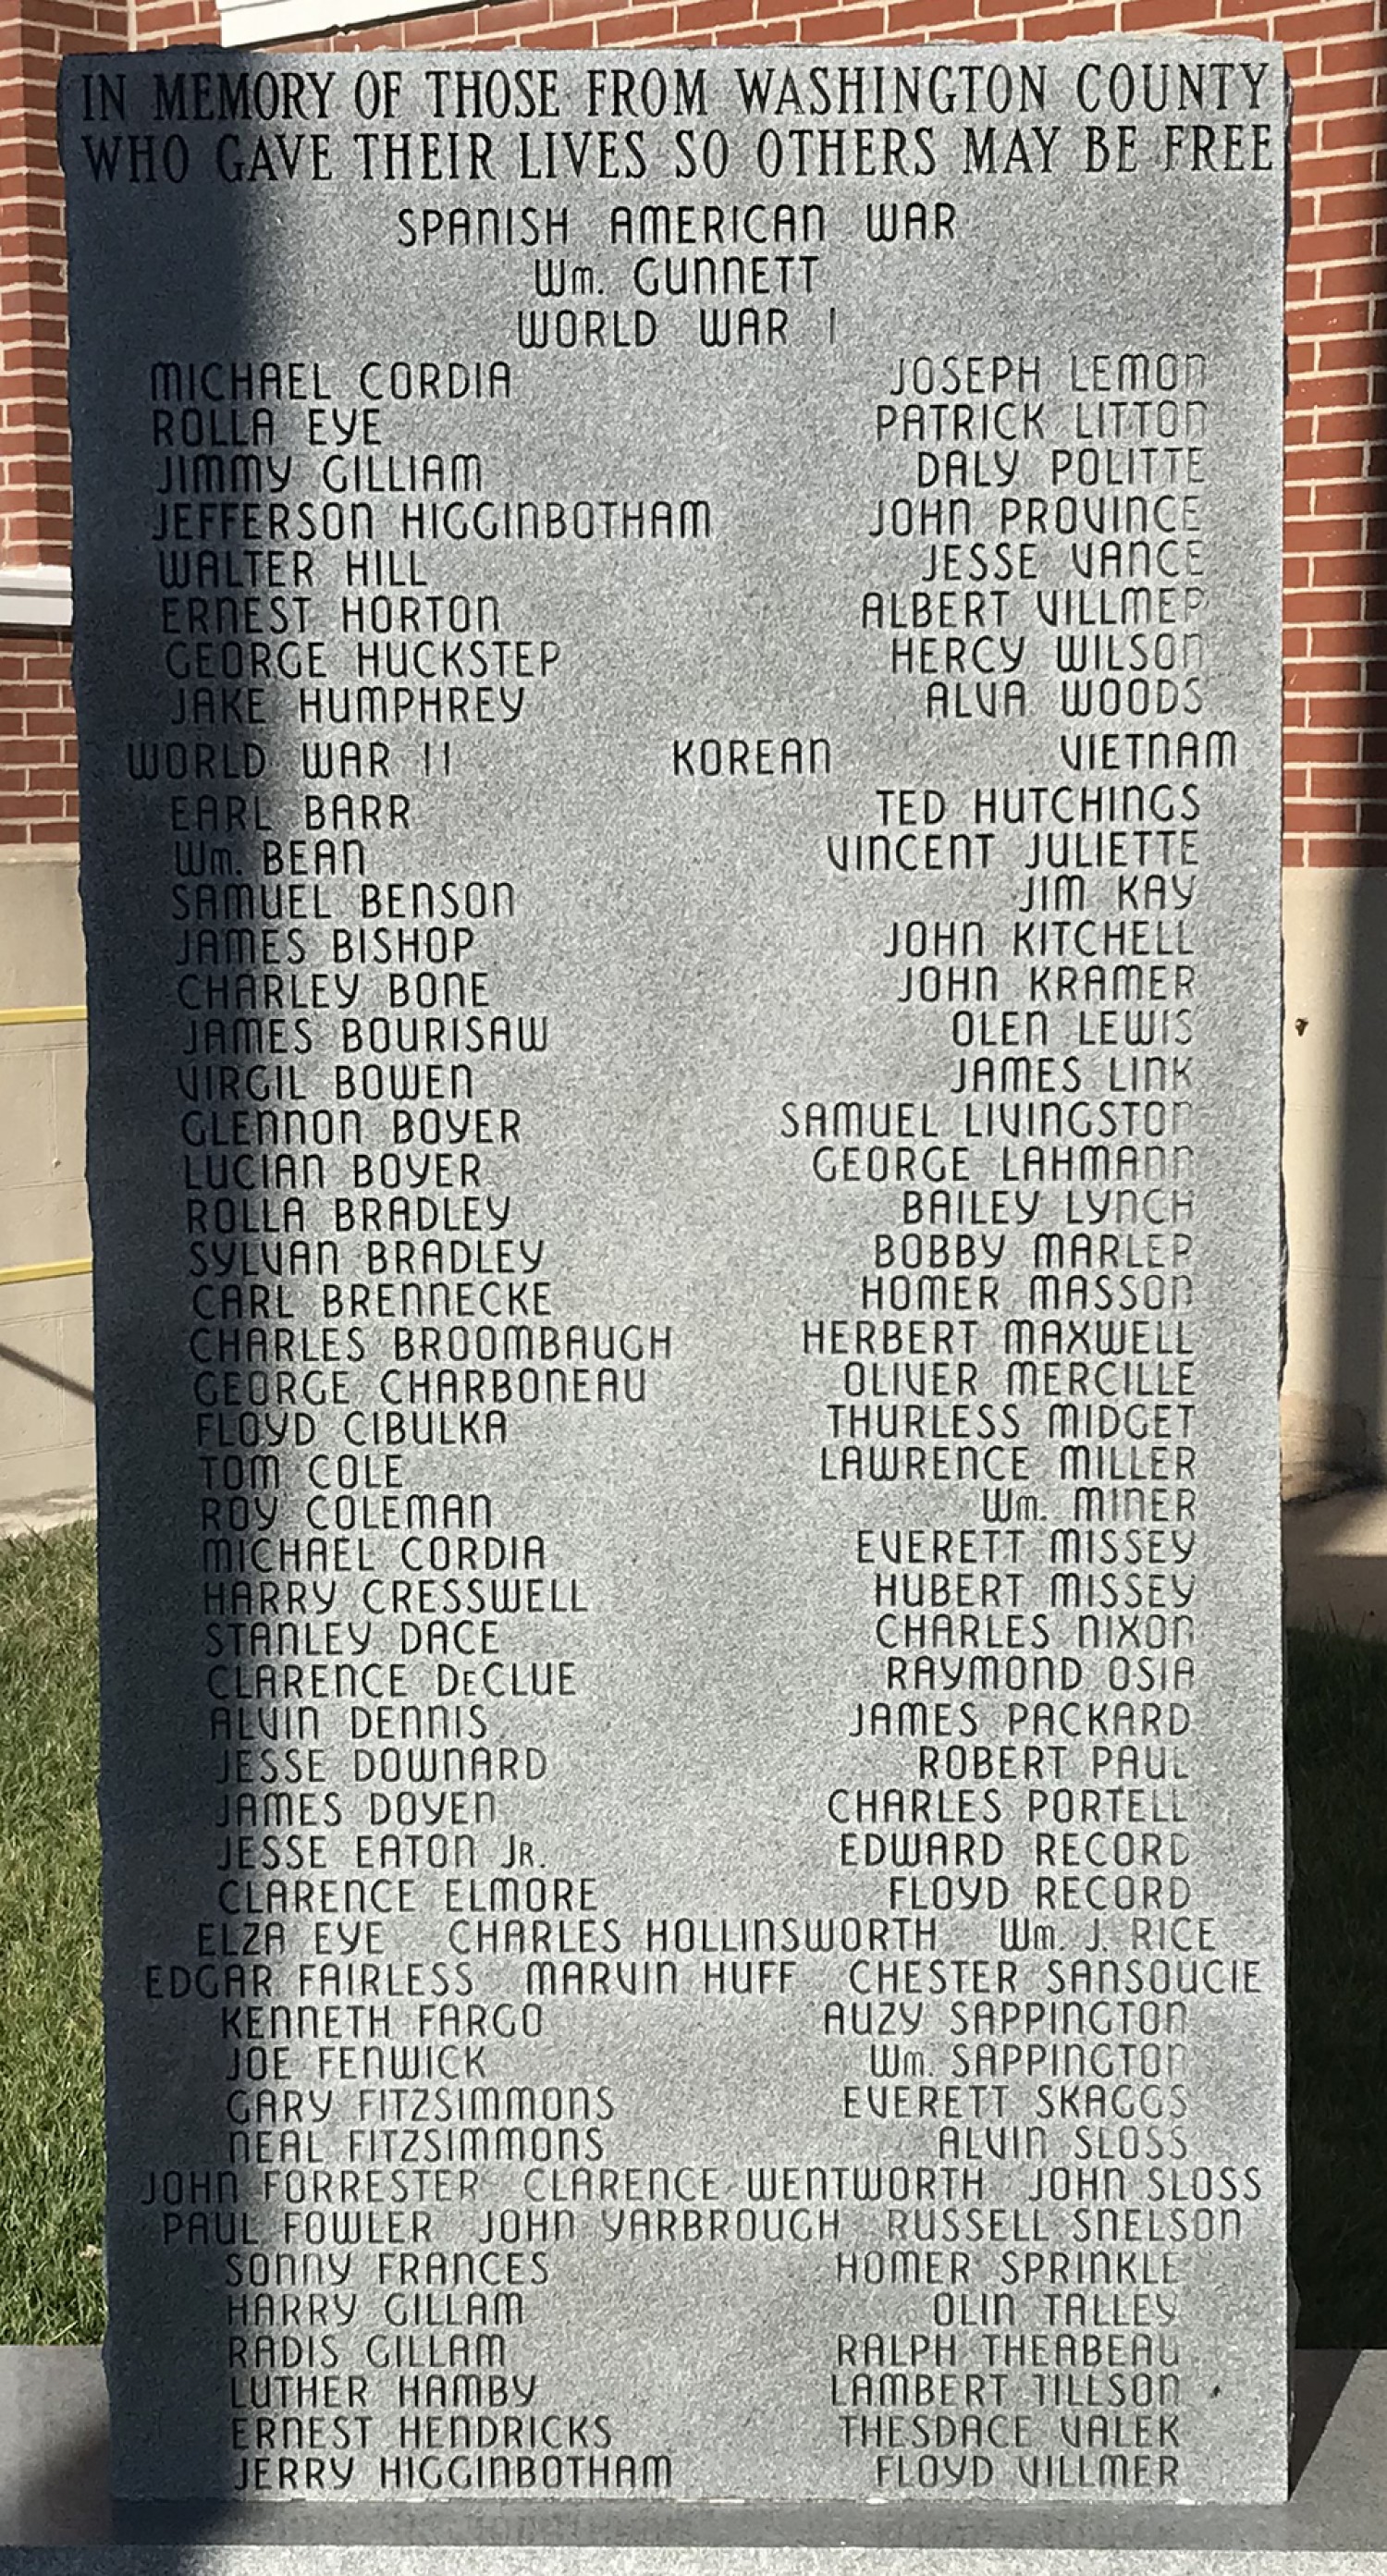 IN MEMORY OF THOSE FROM WASHINGTON COUNTY
WHO GAVE THEIR LIVES SO OTHERS MAY BE FREE
SPANISH AMERICAN WAR
Wm. GUNNETT
WORLD WAR I
MICHAEL CORDIA JOSEPH LEMON
ROLLA EYE PATRICK LITTON
JIMMY GILLIAM DALY POLITTE
JEFFERSON HIGGINBOTHAM JOHN PROVINCE
WALTER HILL JESSE VANCE
ERNEST HORTON ALBERT VILLMER
GEORGE HUCKSTEP HERCY WILSON
JAKE HUMPHREY ALVA WOODS
WORLD WAR II KOREAN VIETNAM
EARL BARR TED HUTCHINGS
Wm. BEAN VINCENT JULIETTE
SAMUEL BENSON JIM KAY
JAMES BISHOP JOHN KITCHELL
CHARLEY BONE JOHN KRAMER
JAMES BOURISAW OLEN LEWIS
VIRGIL BOWEN JAMES LINK
GLENNON BOYER SAMUEL LIVINGSTON
LUCIAN BOYER GEORGE LAHMANN
ROLLA BRADLEY BAILEY LYNCH
SYLVAN BRADLEY BOBBY MARLER
CARL BRENNECKE HOMER MASSON
CHARLES BROOMBAUGH HERBERT MAXWELL
GEORGE CHARBONEAU OLIVER MERCILLE
FLOYD CIBULKA THURLESS MIDGET
TOM COLE LAWRENCE MILLER
ROY COLEMAN Wm. MINER
MICHAEL CORDIA EVERETT MISSEY
HARRY CRESSWELL HUBERT MISSEY
STANLEY DACE CHARLES NIXON
CLARENCE DeCLUE RAYMOND OSIA
ALVIN DENNIS JAMES PACKARD
JESSE DOWNARD ROBERT PAUL
JAMES DOYEN CHARLES PORTELL
JESSE EATON JR. EDWARD RECORD
CLARENCE ELMORE FLOYD RECORD
ELZA EYE CHARLES HOLLINSWORTH Wm. J. RICE
EDGAR FAIRLESS MARVIN HUFF CHESTER SANSOUCIE
KENNETH FARGO AUZY SAPPINGTON
JOE FENWICK Wm. SAPPINGTON
GARY FITZSIMMONS EVERETT SKAGGS
NEAL FITZSIMMONS ALVIN SLOSS
JOHN FORRESTER CLARENCE WENTWORTH JOHN SLOSS
PAUL FOWLER JOHN YARBROUGH RUSSELL SNELSON
SONNY FRANCES HOMER SPRINKLE
HARRY GILLAM OLIN TALLEY
RADIS GILLAM RALPH THEABEAU
LUTHER HAMBY LAMBERT TILLSON
ERNEST HENDRICKS THESDACE VALEK
JERRY HIGGINBOTHAM FLOYD VILLMER